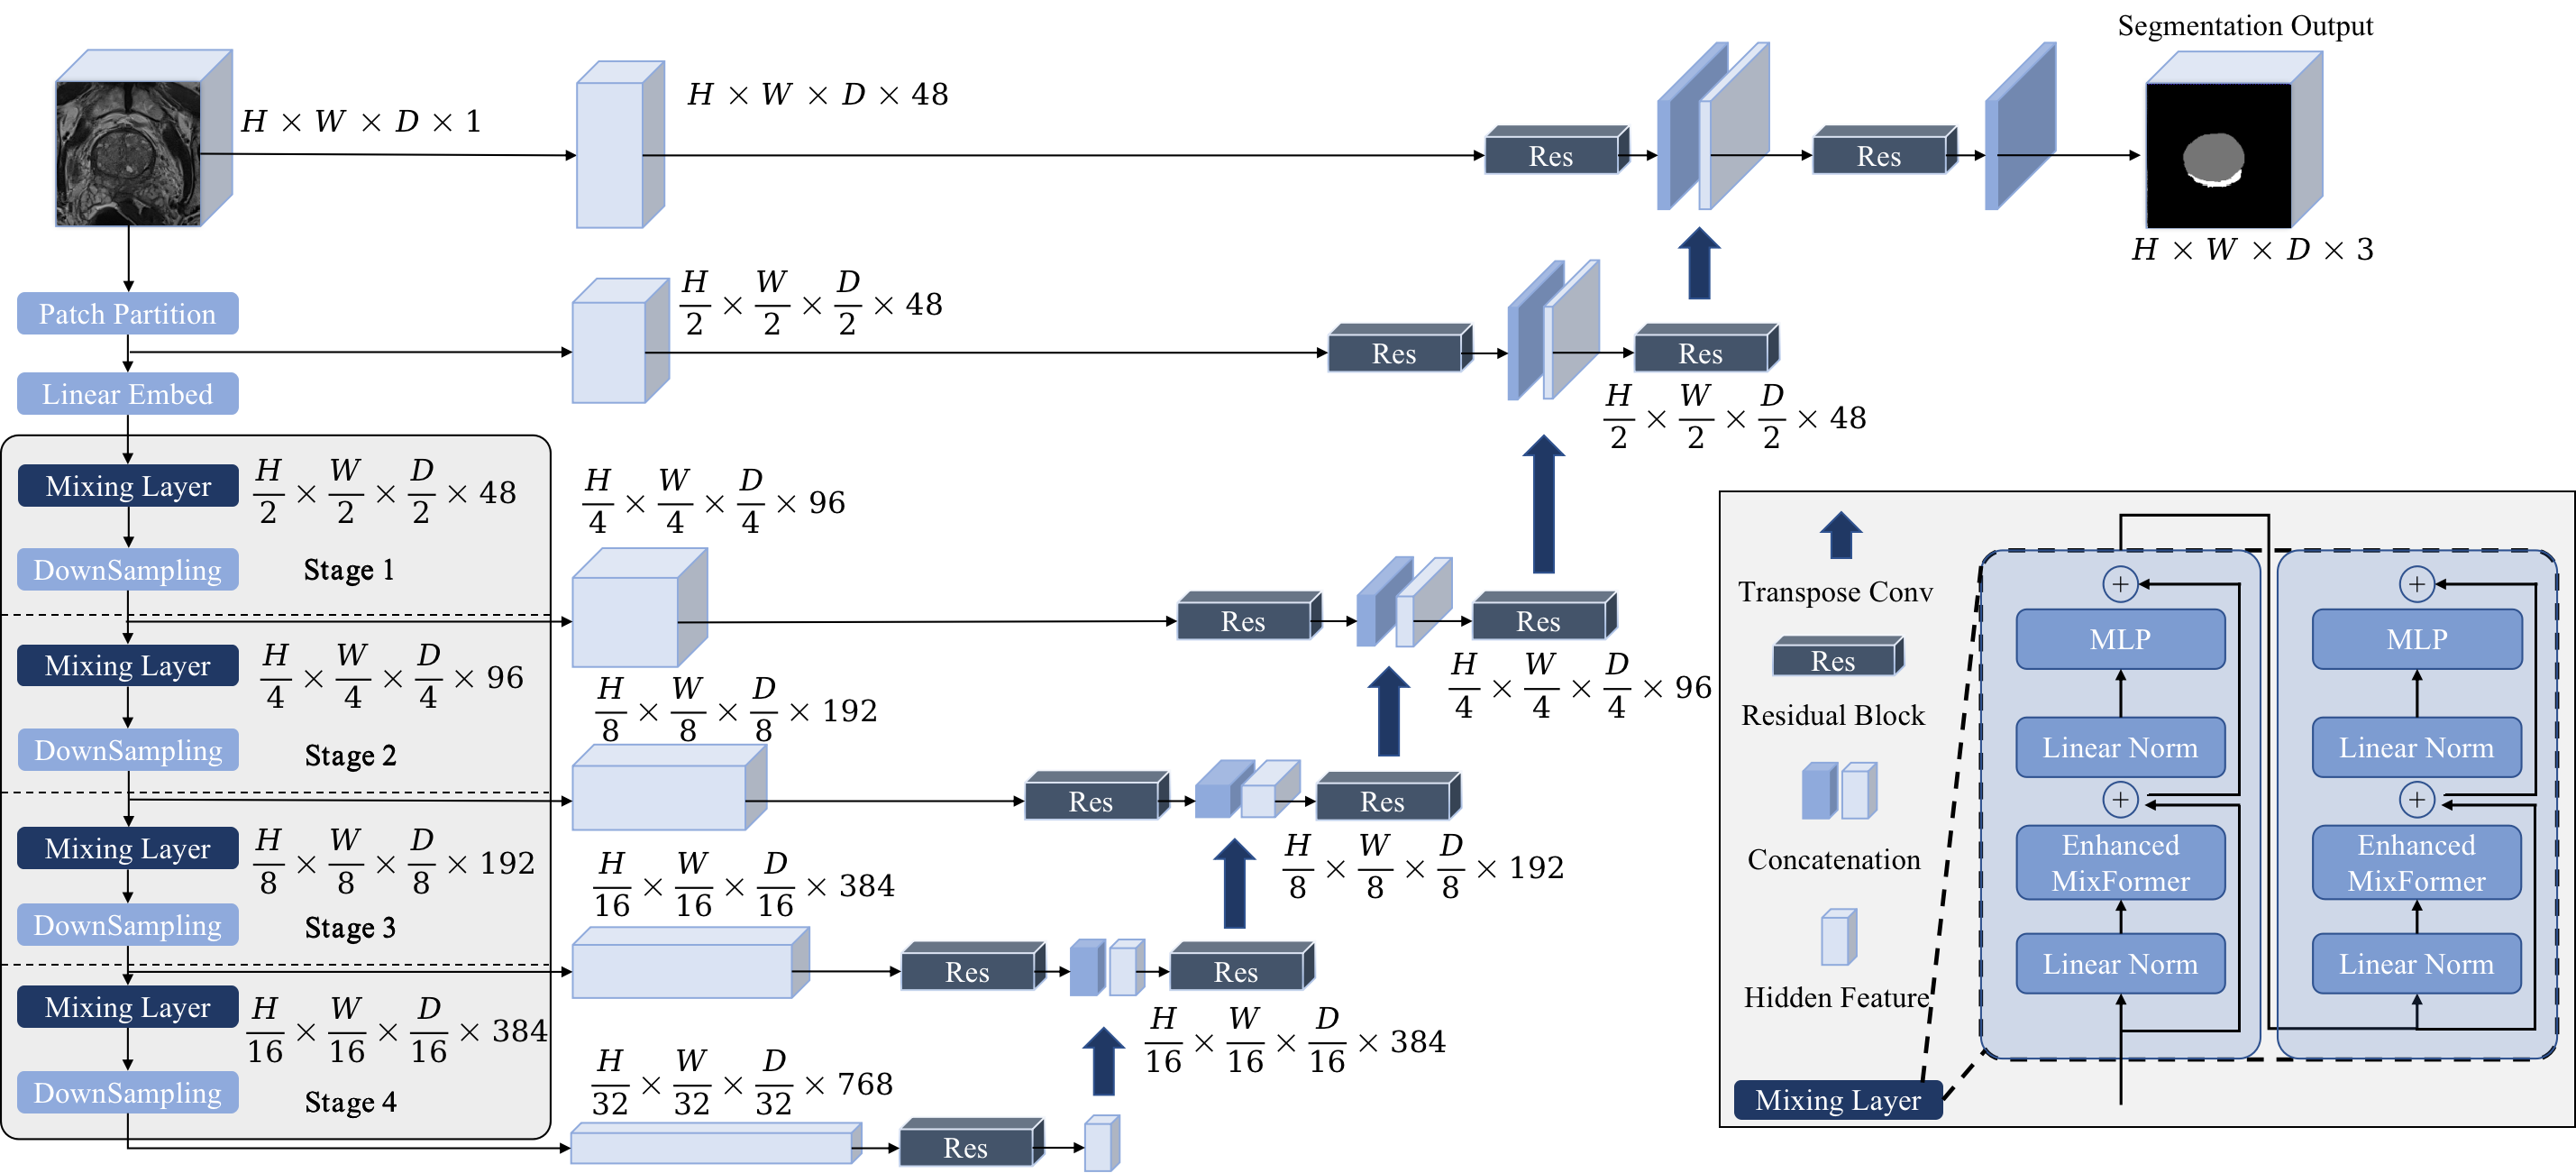 Segmentation Output
H × W × D × 1
H × W × D × 48
Res
Res
H × W × D × 3
Patch Partition
H/2 × W/2 × D/2 × 48
Res
Res
Linear Embed
H/2 × W/2 × D/2 × 48
Mixing Layer
H/2 × W/2 × D/2 × 48
DownSampling
Stage 1
H/4 × W/4 × D/4 × 96
Res
Res
H/4 × W/4 × D/4 × 96
Mixing Layer
H/4 × W/4 × D/4 × 96
DownSampling
Stage 2
H/8 × W/8 × D/8 × 192
Res
Res
H/8 × W/8 × D/8 × 192
Mixing Layer
H/8 × W/8 × D/8 × 192
DownSampling
Stage 3
H/16 × W/16 × D/16 × 384
Res
Res
H/16 × W/16 × D/16 × 384
Mixing Layer
H/16 × W/16 × D/16 × 384
DownSampling
Stage 4
H/32 × W/32 × D/32 × 768
Res
Transpose Conv
Res
Residual Block
Concatenation
Hidden Feature
Mixing Layer
+
MLP
Linear Norm
+
Enhanced
MixFormer
Linear Norm
+
MLP
Linear Norm
+
Enhanced
MixFormer
Linear Norm